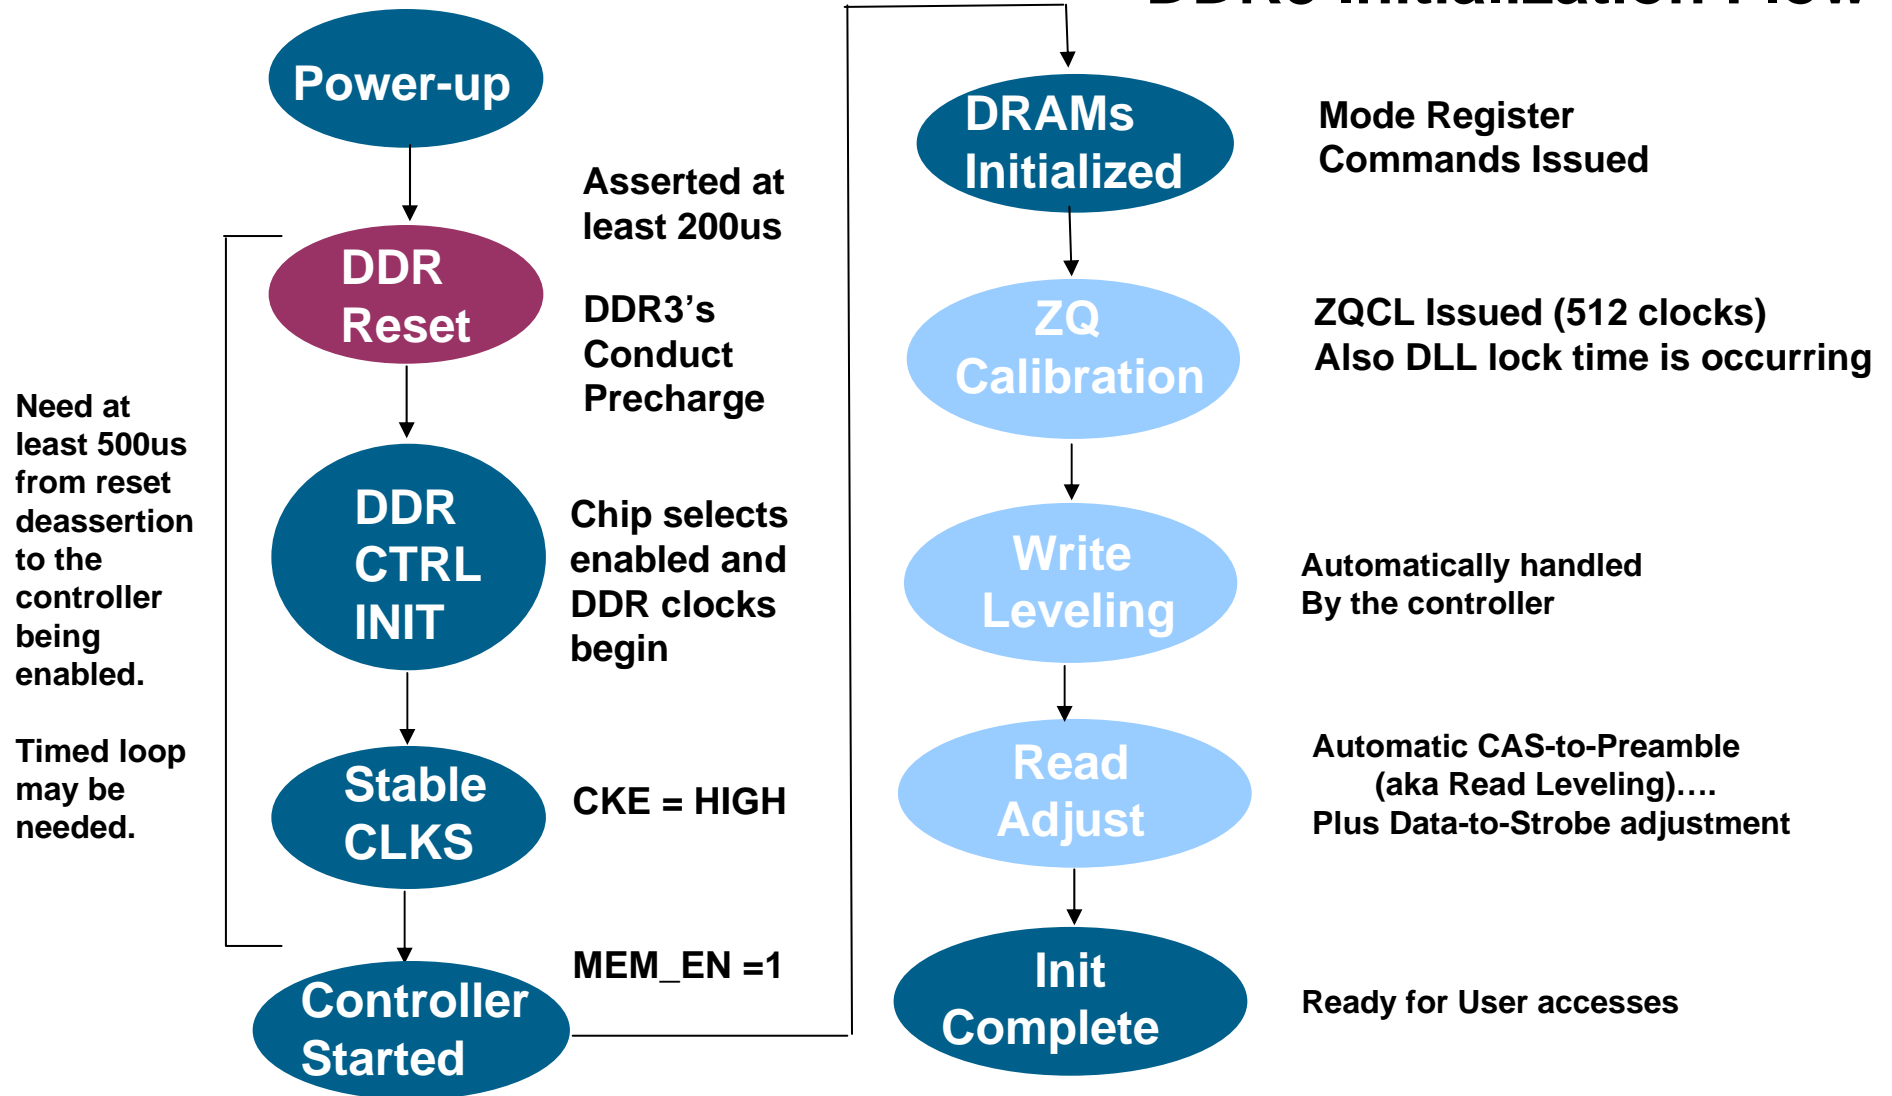 DDR3 Initialization Flow
Power-up
Asserted at
least 200us
DDR
Reset
DDR3’s
Conduct
Precharge
Need at
least 500us
from reset
deassertion
to the
controller
being
enabled.
Timed loop
may be
needed.
DDR
CTRL
INIT
Chip selects
enabled and
DDR clocks
begin
Stable
CLKS
CKE = HIGH
MEM_EN =1
Controller
Started
DRAMs
Initialized
Mode Register
Commands Issued
ZQ
Calibration
ZQCL Issued (512 clocks)
Also DLL lock time is occurring
Write
Leveling
Automatically handled
By the controller
Read
Adjust
Automatic CAS-to-Preamble
(aka Read Leveling)….
Plus Data-to-Strobe adjustment
Init
Complete
Ready for User accesses